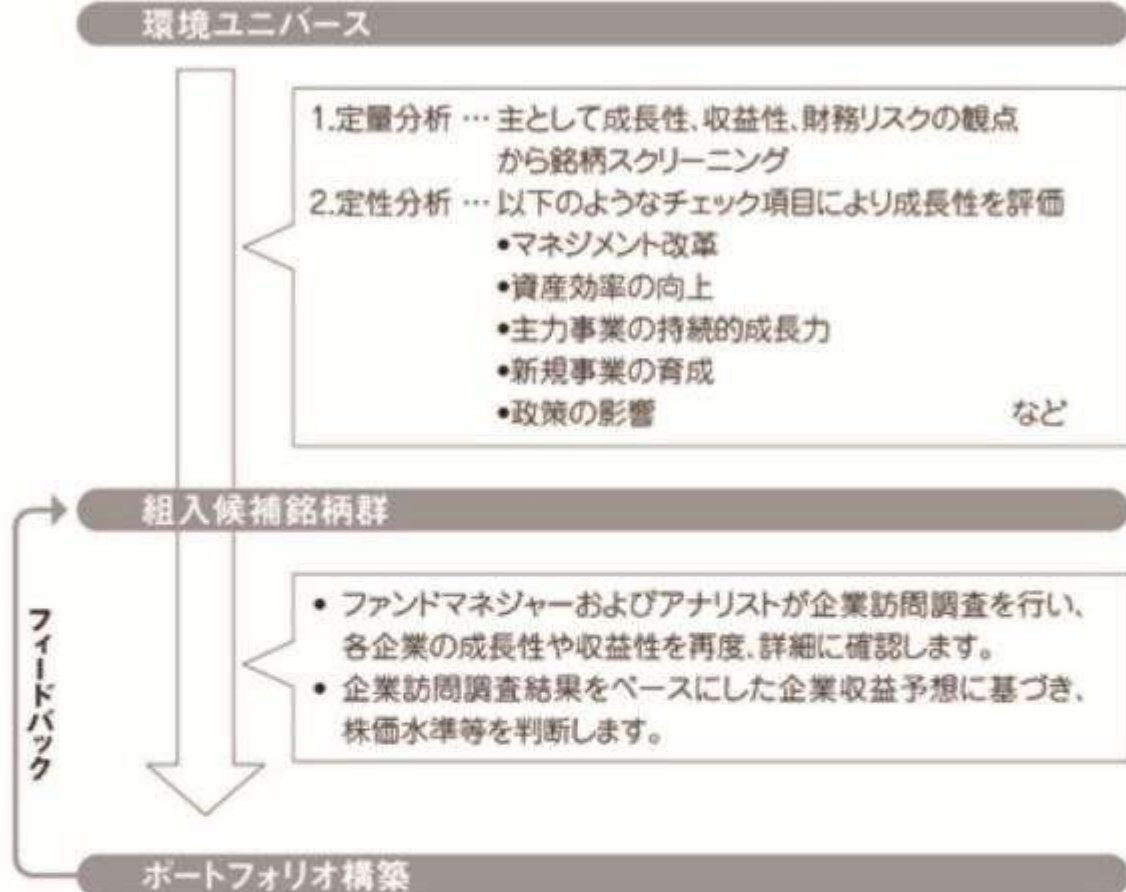 環境ユニバース
1.定量分析 … 主として成長性、収益性、財務リスクの観点
から銘柄スクリーニング
2.定性分析 … 以下のようなチェック項目により成長性を評価
•マネジメント改革
•資産効率の向上
•主力事業の持続的成長力
•新規事業の育成
•政策の影響 など
組入候補銘柄群
• ファンドマネジャーおよびアナリストが企業訪問調査を行い、
各企業の成長性や収益性を再度、詳細に確認します。
• 企業訪問調査結果をベースにした企業収益予想に基づき、
株価水準等を判断します。
フィードバック
ポートフォリオ構築